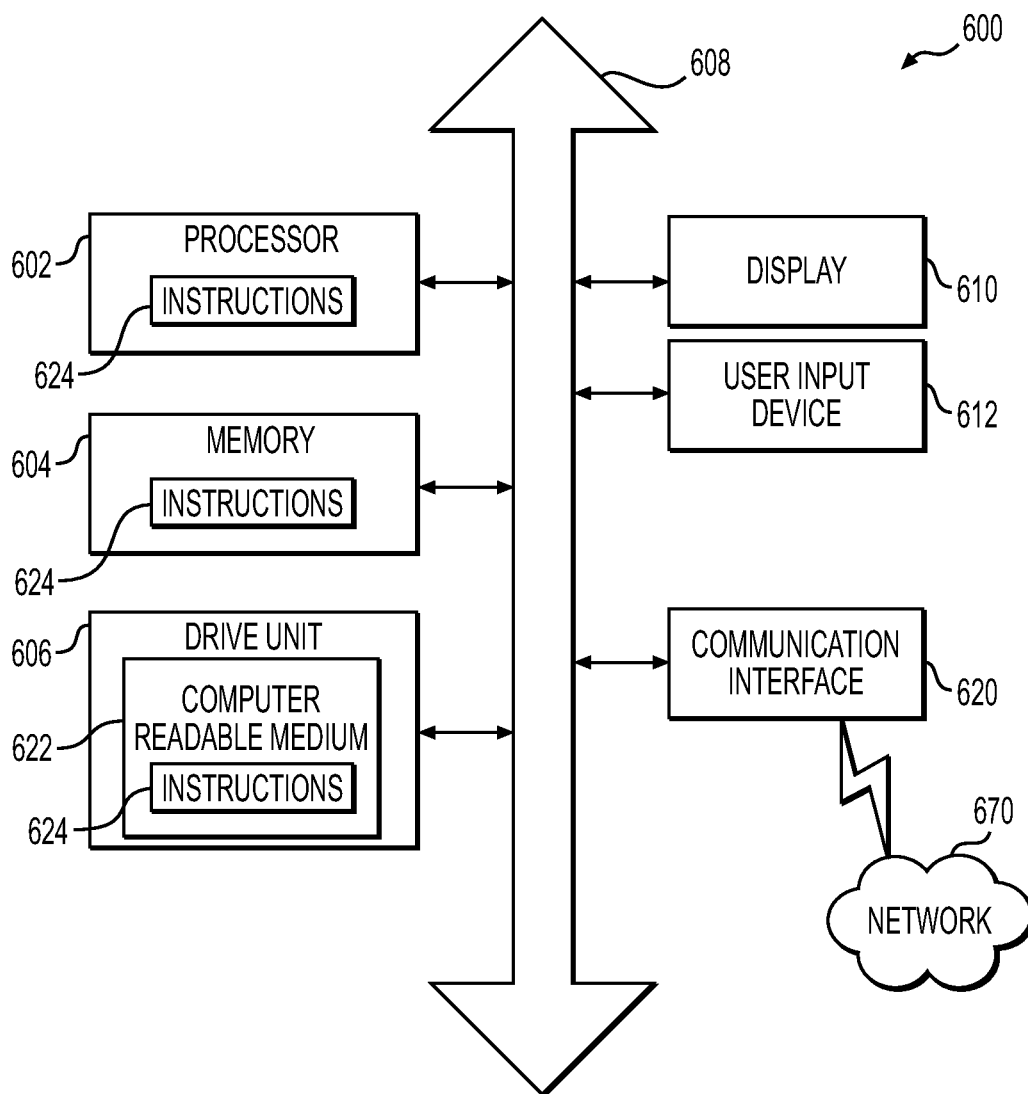 600
608
PROCESSOR
602
INSTRUCTIONS
624
DISPLAY
610
USER INPUT
DEVICE
612
MEMORY
604
INSTRUCTIONS
624
DRIVE UNIT
606
COMPUTER
READABLE MEDIUM
622
INSTRUCTIONS
624
COMMUNICATION
INTERFACE
620
670
NETWORK